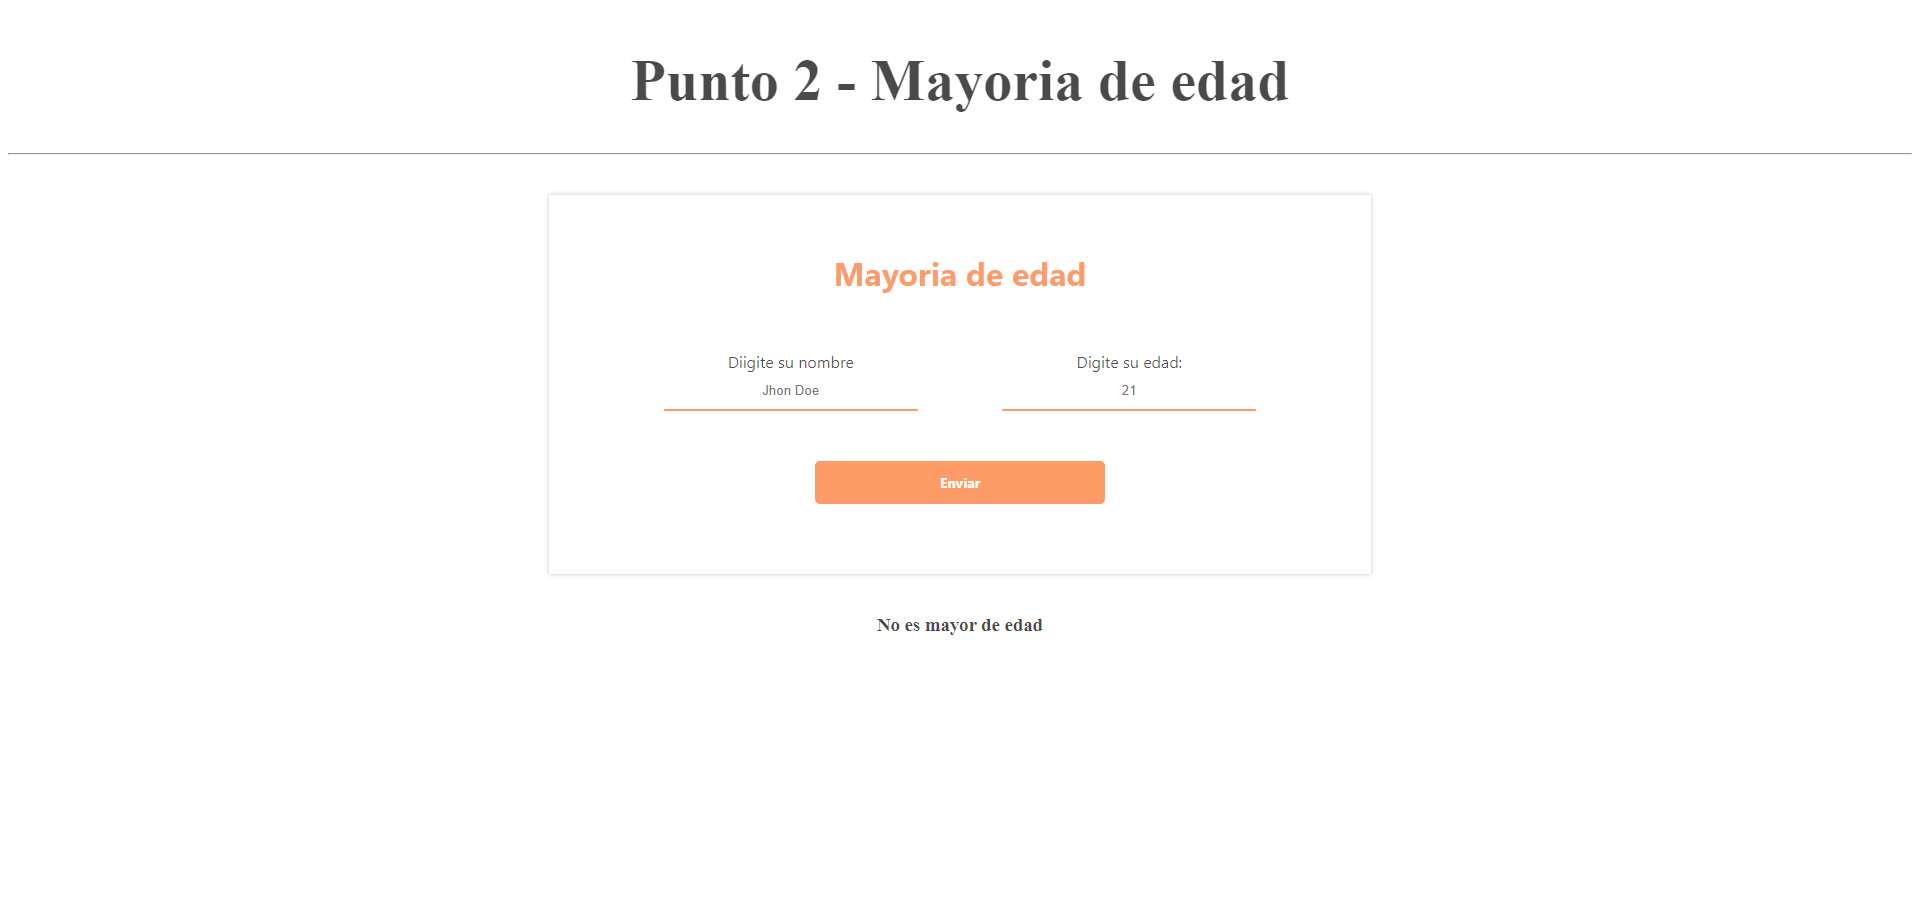 Punto 2 - Mayoria de edad
Mayoria de edad
Diigite su nombre
Jhon Doe
Digite su edad:
21
Enviar
No es mayor de edad